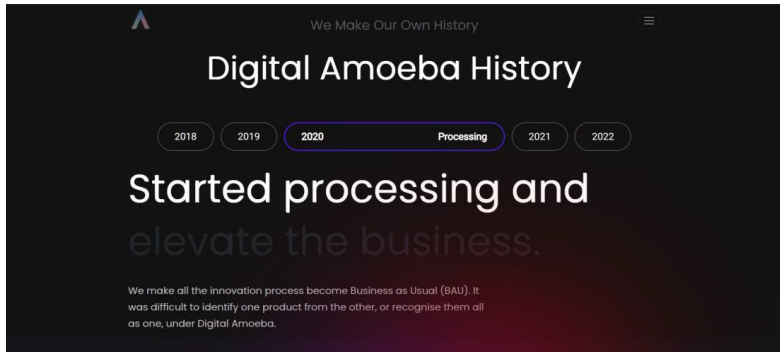 We Make Our Own History
Digital Amoeba History
2018 2019 2020 Processing 2021 2022
Started processing and
elevate the business.
We make all the innovation process become Business as Usual (BAU). It
was difficult to identify one product from the other, or recognise them all
as one, under Digital Amoeba.